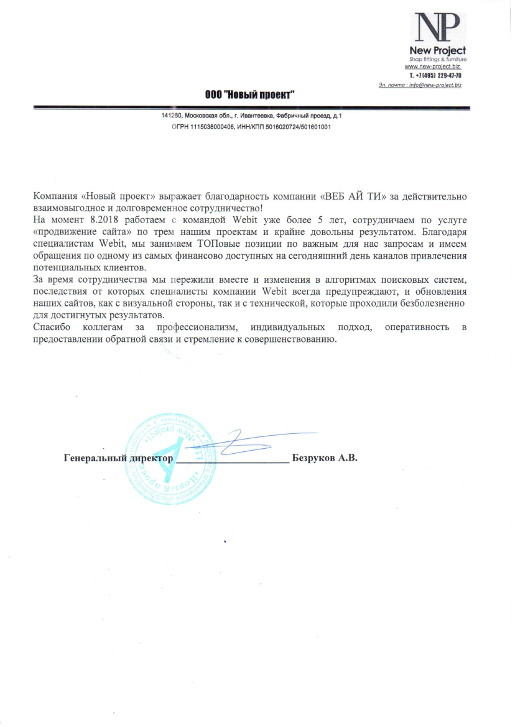 NP
New Project
Shop fittings & furniture
www.new-project.biz
Т. +7(495) 229-47-70
Эл. почта: info@new-project.biz
ООО "Новый проект"
141280, Московская обл., г. Ивантеевка, Фабричный проезд, д.1
ОГРН 1115038000408, ИНН/КПП 5016020724/501601001
Компания «Новый проект» выражает благодарность компании «ВЕБ АЙ ТИ» за действительно
взаимовыгодное и долговременное сотрудничество!
На момент 8.2018 работаем с командой Webit уже более 5 лет, сотрудничаем по услуге
«продвижение сайта» по трем нашим проектам и крайне довольны результатом. Благодаря
специалистам Webit, мы занимаем ТОПовые позиции по важным для нас запросам и имеем
обращения по одному из самых финансово доступных на сегодняшний день каналов привлечения
потенциальных клиентов.
За время сотрудничества мы пережили вместе и изменения в алгоритмах поисковых систем,
последствия от которых специалисты компании Webit всегда предупреждают, и обновления
наших сайтов, как с визуальной стороны, так и с технической, которые проходили безболезненно
для достигнутых результатов.
Спасибо коллегам за профессионализм, индивидуальных подход, оперативность в
предоставлении обратной связи и стремление к совершенствованию.
Генеральный директор Безруков А.В.